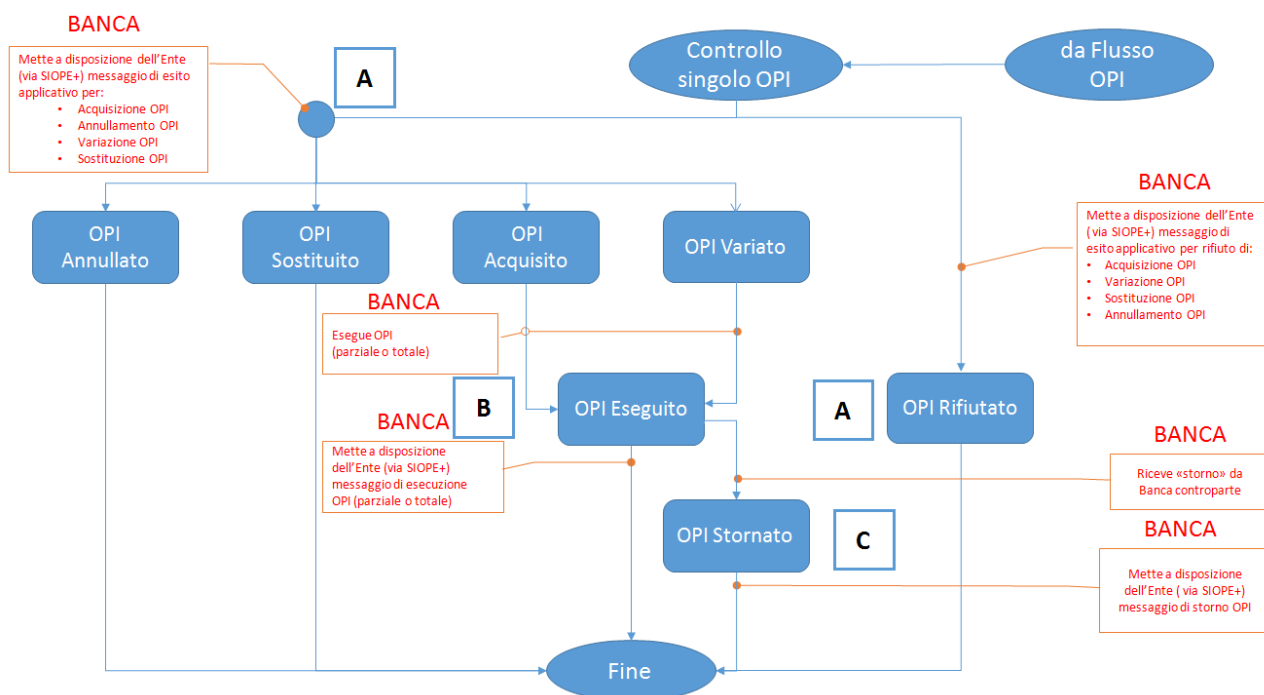 BANCA
Mette a disposizione dell'Ente
(via SIOPE+) messaggio di esito
applicativo per:
• Acquisizione OPI
• Annullamento OPI
• Variazione OPI
• Sostituzione OPI
A
Controllo
singolo OPI
da Flusso
OPI
OPI
Annullato
OPI
Sostituito
OPI
Acquisito
OPI Variato
BANCA
Mette a disposizione dell'Ente
( via SIOPE+) messaggio di
esito applicativo per rifiuto di:
• Acquisizione OPI
• Variazione OPI
• Sostituzione OPI
• Annullamento OPI
BANCA
Esegue OPI
(parziale o totale)
B
OPI Eseguito
A
OPI Rifiutato
BANCA
Mette a disposizione
dell'Ente (via SIOPE+)
messaggio di esecuzione
OPI (parziale o totale)
BANCA
Riceve «storno» da
Banca controparte
OPI Stornato
C
BANCA
Mette a disposizione
dell'Ente ( via SIOPE+)
messaggio di storno OPI
Fine